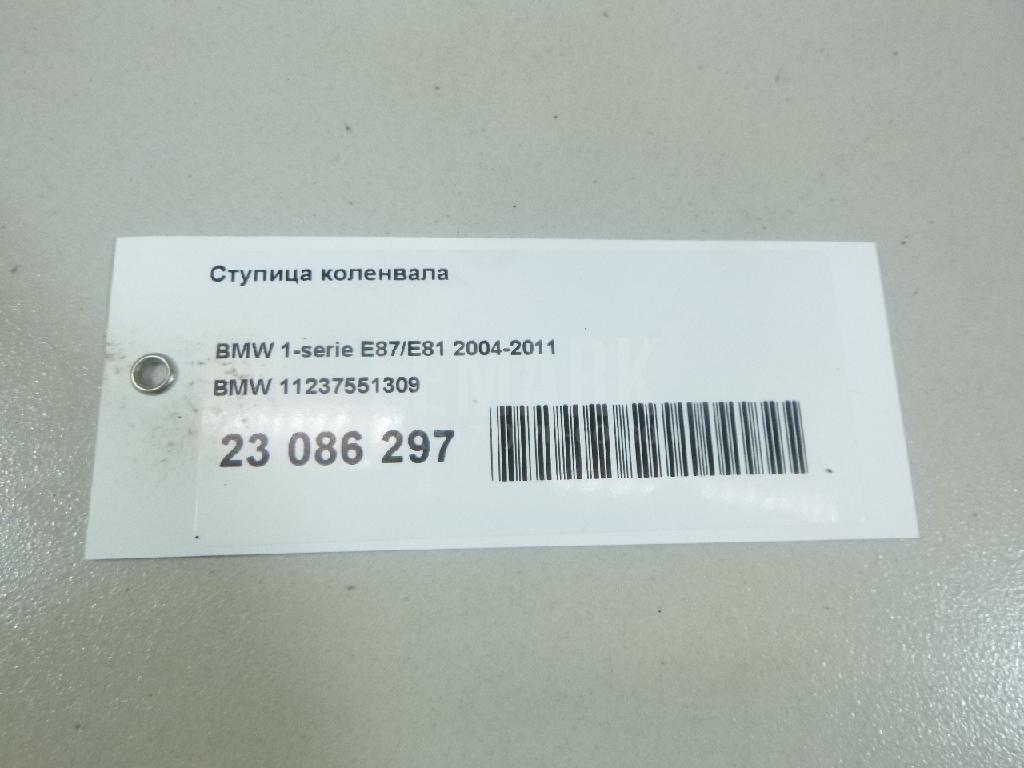 Ступица коленвала
BMW 1-serie E87/E81 2004-2011
BMW 11237551309
23 086 297